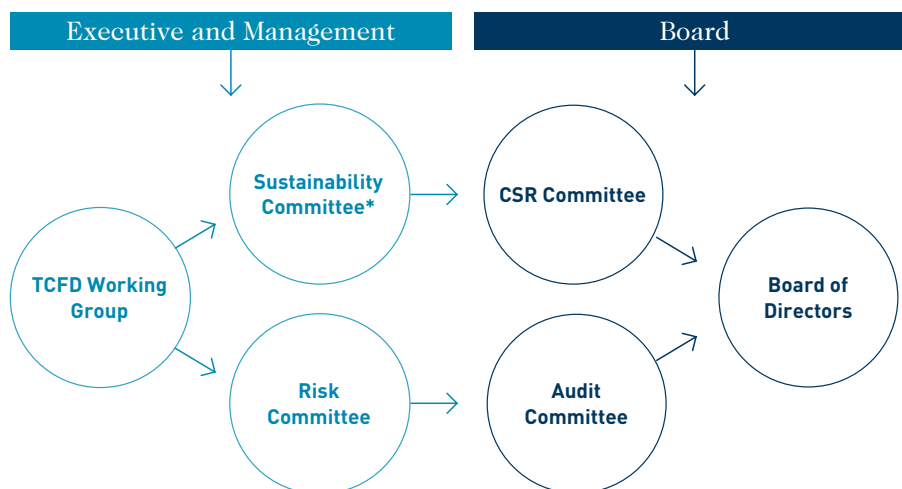 Executive and Management
Board
Sustainability
Committee*
CSR Committee
TCFD Working
Group
Board of
Directors
Risk
Committee
Audit
Committee